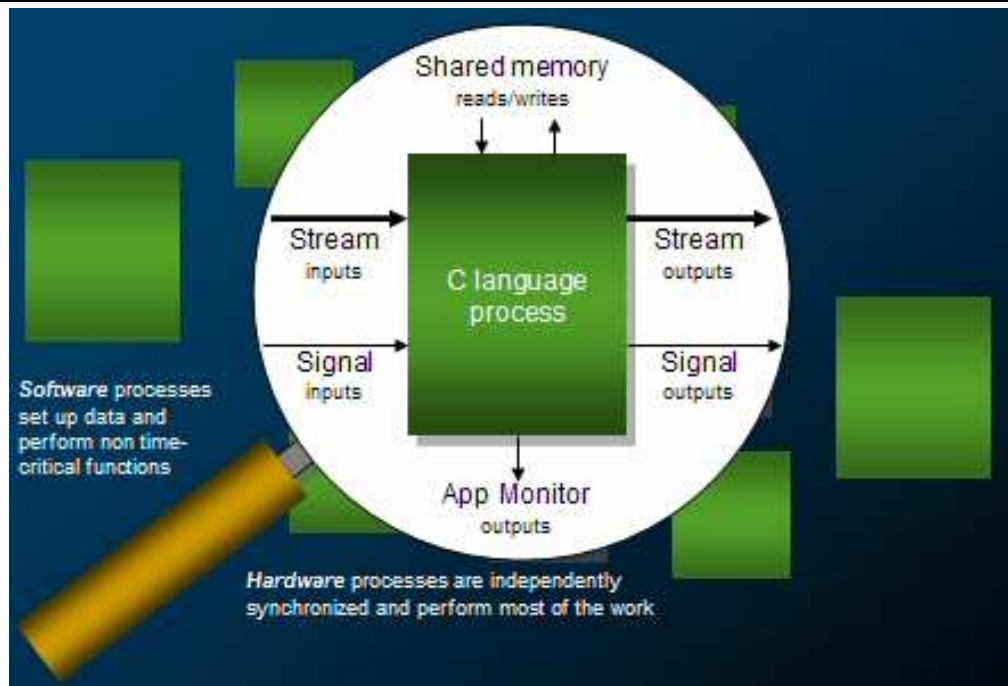 Shared memory
reads/writes
Stream
inputs
Stream
outputs
C language
process
Signal
inputs
Signal
outputs
Software processes
set up data and
perform non time-
critical functions
App Monitor
outputs
Hardware processes are independently
synchronized and perform most of the work